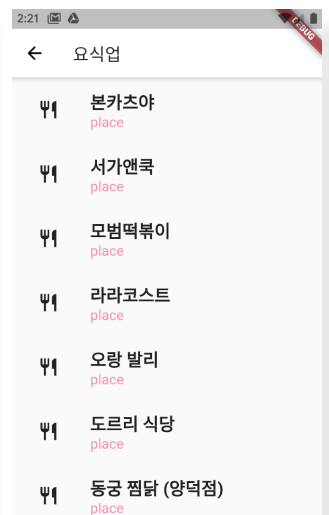 2:21
DEBUG
요식업
본카츠야
place
서가앤쿡
place
모범떡볶이
place
라라코스트
place
오랑 발리
place
도르리 식당
place
동궁 찜닭 (양덕점)
place